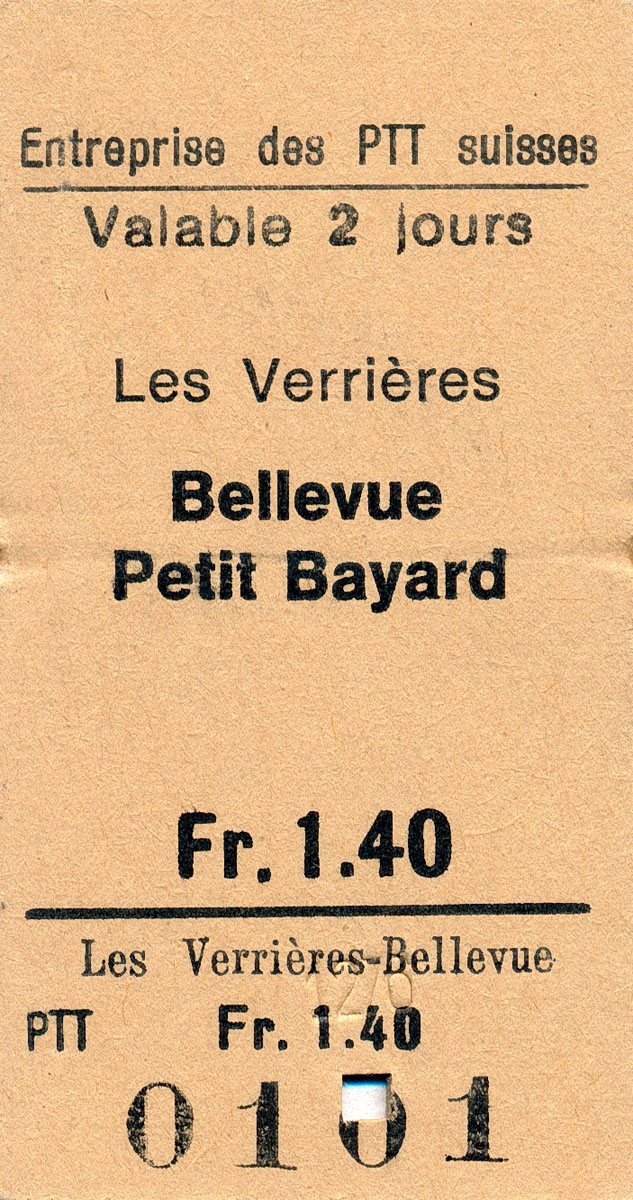 Entreprise des PTT suisses
Valable 2 jours
Les Verrières
Bellevue
Petit Bayard
Fr. 1.40
Les Verrières-Bellevue
PTT Fr. 1.40
0101